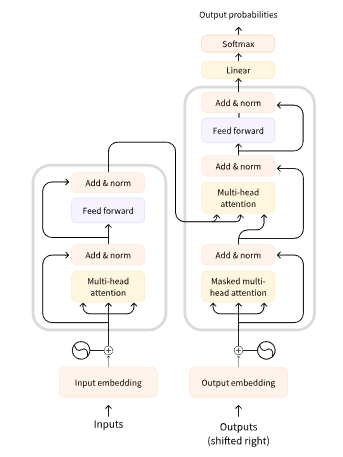 Output probabilities
Softmax
Linear
Add & norm
Feed forward
Add & norm
Multi-head
attention
Add & norm
Masked multi-
head attention
Output embedding
Outputs
(shifted right)
Add & norm
Feed forward
Add & norm
Multi-head
attention
Input embedding
Inputs